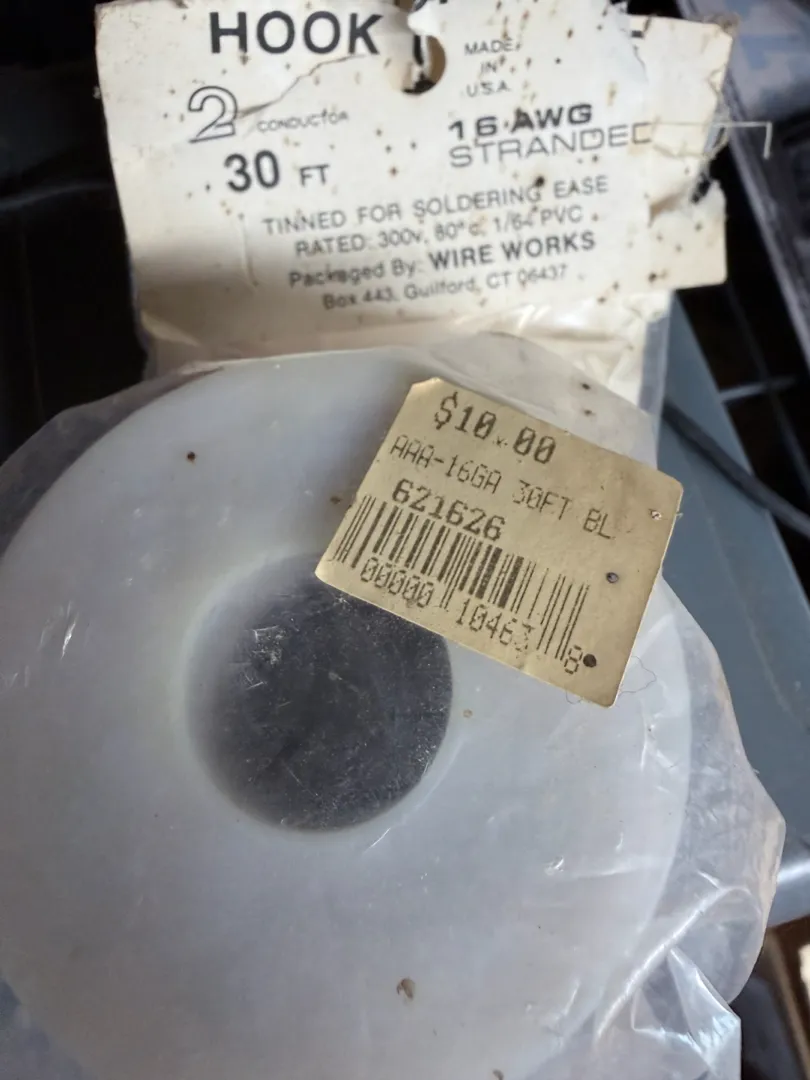 HOOK
MADE
IN
U.S.A.
2 CONDUCTOR
16 AWG
30 FT
STRANDED
TINNED FOR SOLDERING EASE
RATED: 300v, 80°c, 1/64 PVC
Packaged By: WIRE WORKS
Box 443, Guilford, CT 06437
$10.00
AAA-16GA 30FT BL
621626
00000 10463 8